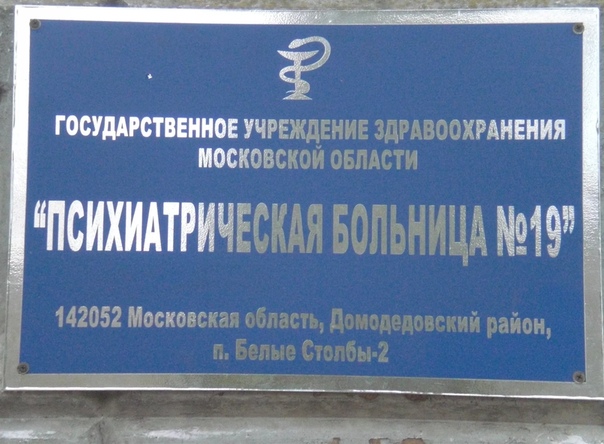 ГОСУДАРСТВЕННОЕ УЧРЕЖДЕНИЕ ЗДРАВООХРАНЕНИЯ
МОСКОВСКОЙ ОБЛАСТИ
“ПСИХИАТРИЧЕСКАЯ БОЛЬНИЦА №19”
142052 Московская область, Домодедовский район,
п. Белые Столбы-2